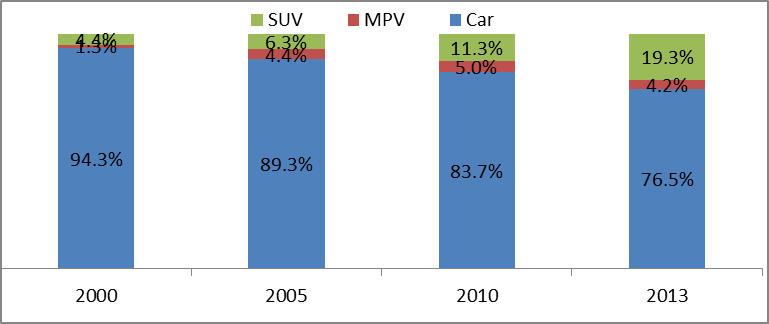 SUV MPV Car
4.4% 6.3% 11.3% 19.3%
1.3% 4.4% 5.0% 4.2%
94.3% 89.3% 83.7% 76.5%
2000 2005 2010 2013